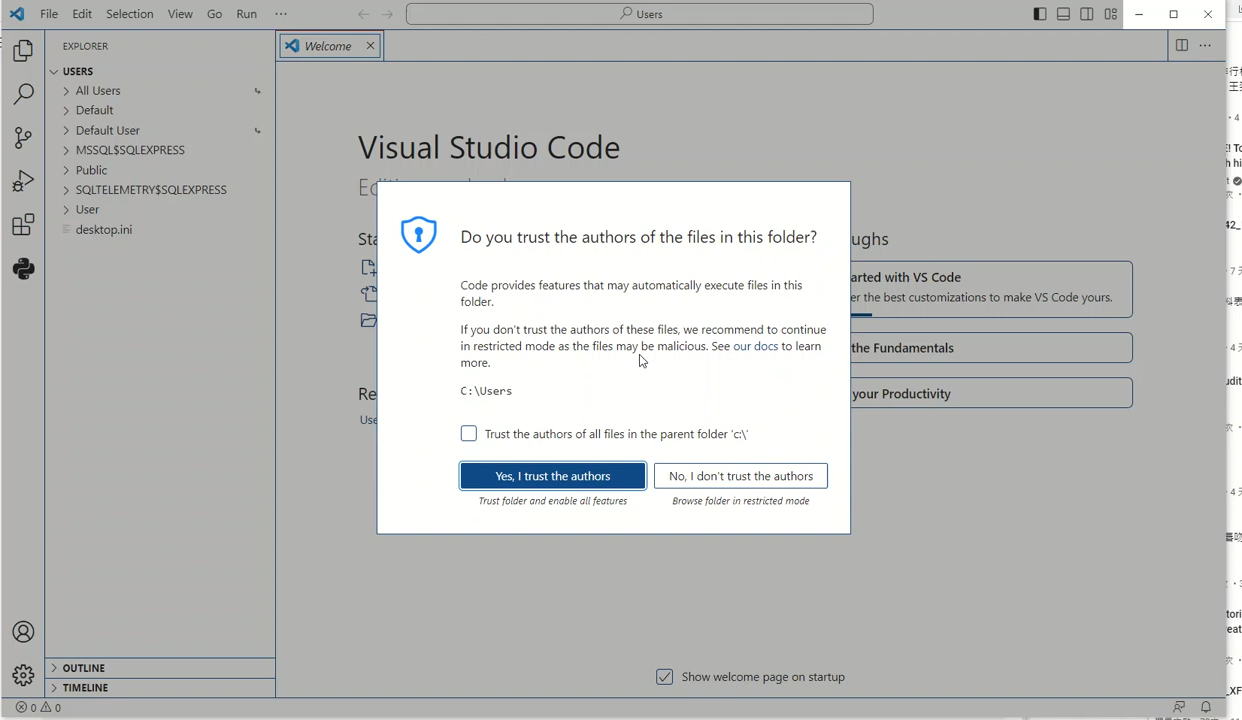 File Edit Selection View Go Run ···
Users
EXPLORER
USERS
All Users
Default
Default User
MSSQL$SQLEXPRESS
Public
SQLTELEMETRY$SQLEXPRESS
User
desktop.ini
OUTLINE
TIMELINE
0 0
Welcome
Visual Studio Code
Do you trust the authors of the files in this folder?
Code provides features that may automatically execute files in this
folder.
If you don't trust the authors of these files, we recommend to continue
in restricted mode as the files may be malicious. See our docs to learn
more.
C:\Users
Trust the authors of all files in the parent folder 'c:\'
Yes, I trust the authors
No, I don't trust the authors
Trust folder and enable all features
Browse folder in restricted mode
Sta
Re
Use
ughs
arted with VS Code
er the best customizations to make VS Code yours.
the Fundamentals
your Productivity
Show welcome page on startup